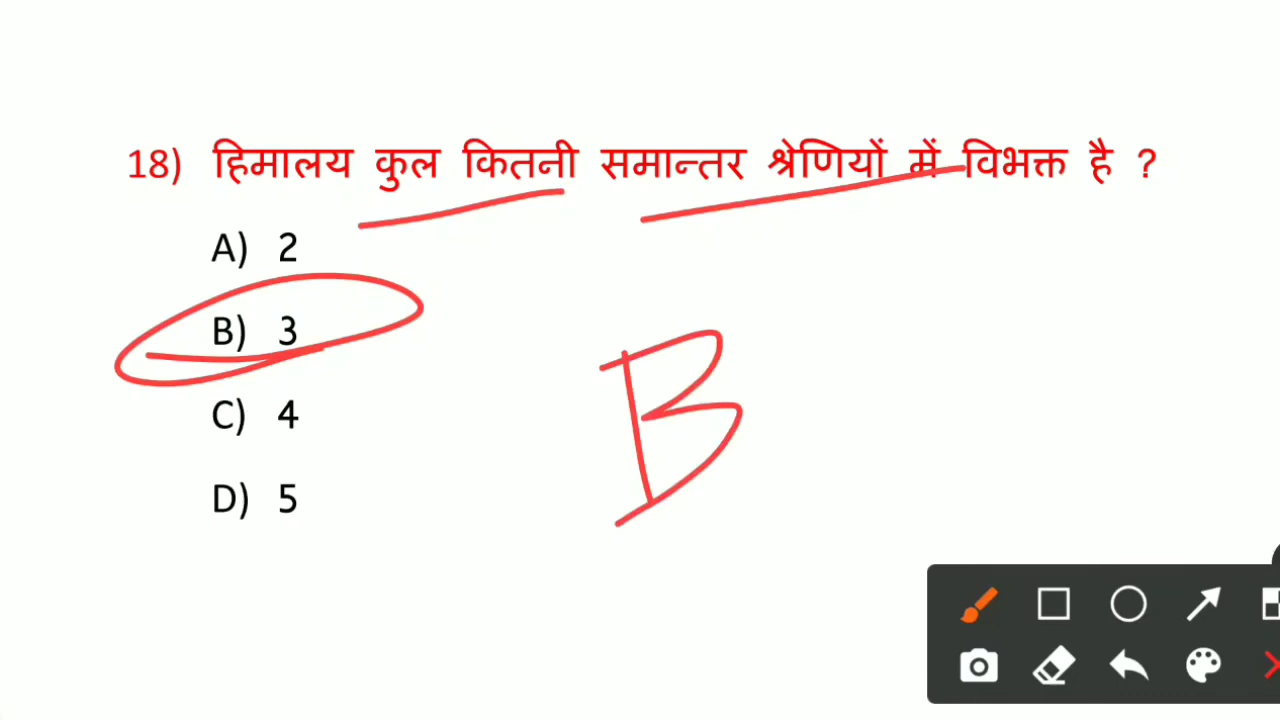 18) हिमालय कुल कितनी समान्तर श्रेणियों में विभक्त है ?
A) 2
B) 3
C) 4
D) 5
B